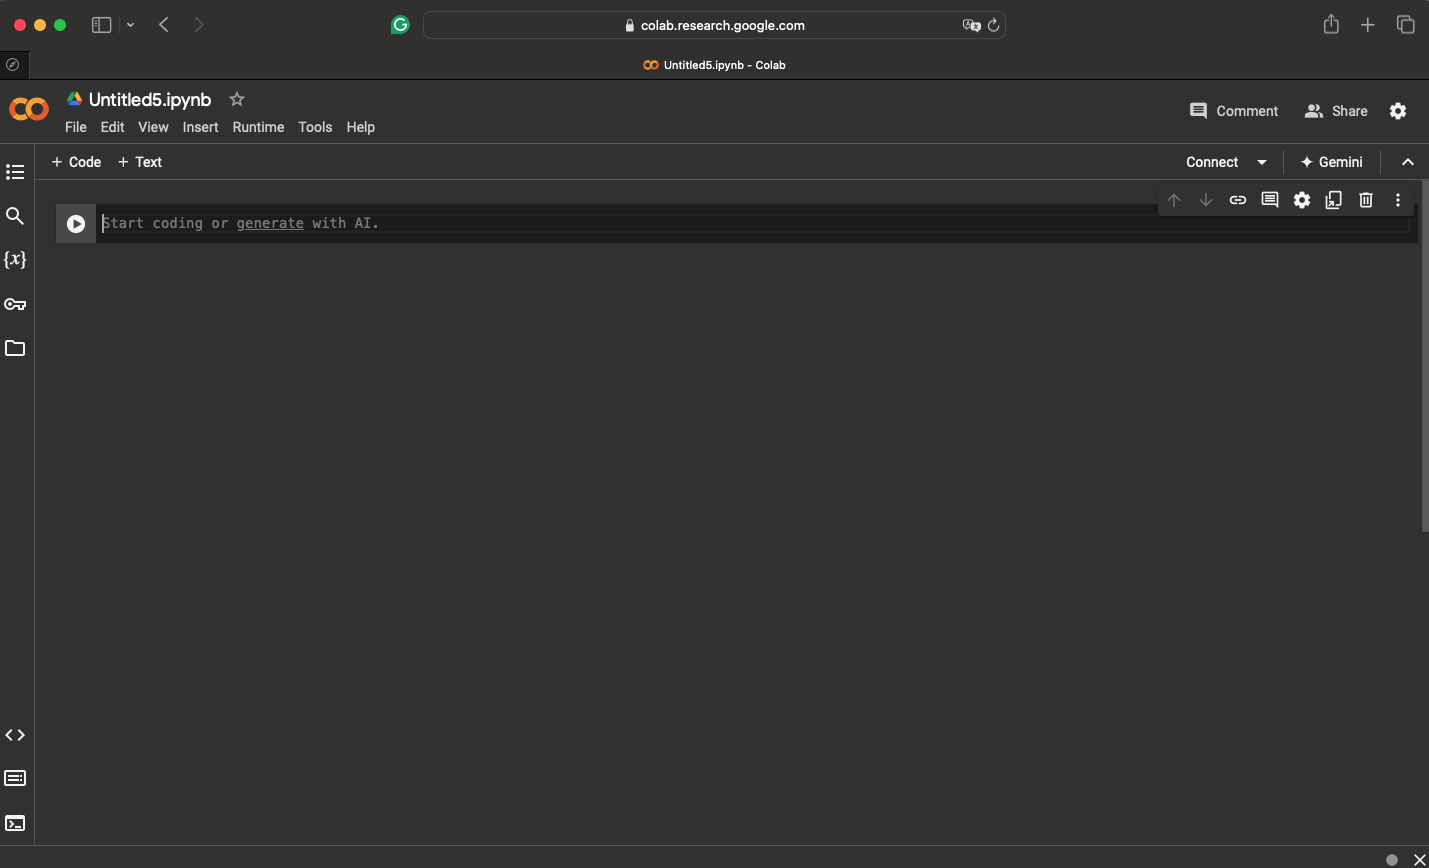 colab.research.google.com
Untitled5.ipynb - Colab
Untitled5.ipynb
Comment
Share
File Edit View Insert Runtime Tools Help
+ Code + Text
Connect
Gemini
Start coding or generate with AI.
{x}